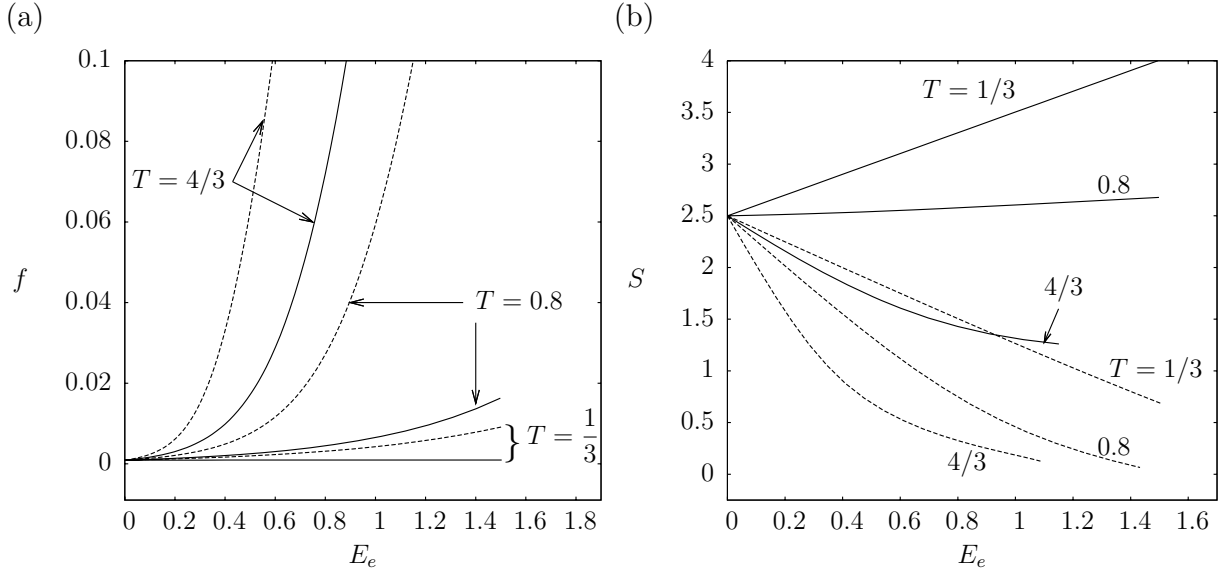 (a)
0.1
0.08
0.06
0.04
0.02
0
f
T = 4/3
T = 0.8
} T = 1/3
0 0.2 0.4 0.6 0.8 1 1.2 1.4 1.6 1.8
E_e
(b)
4
3.5
3
2.5
2
1.5
1
0.5
0
S
T = 1/3
0.8
4/3
T = 1/3
0.8
4/3
0 0.2 0.4 0.6 0.8 1 1.2 1.4 1.6
E_e